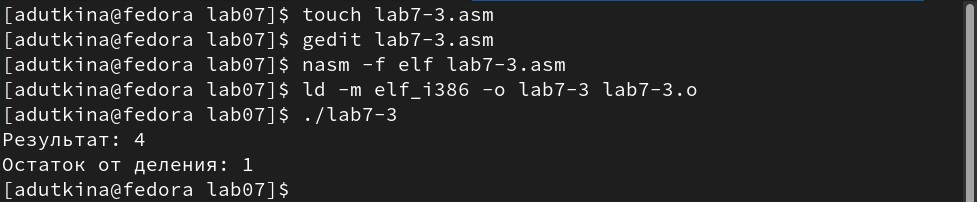 [adutkina@fedora lab07]$ touch lab7-3.asm
[adutkina@fedora lab07]$ gedit lab7-3.asm
[adutkina@fedora lab07]$ nasm -f elf lab7-3.asm
[adutkina@fedora lab07]$ ld -m elf_i386 -o lab7-3 lab7-3.o
[adutkina@fedora lab07]$ ./lab7-3
Результат: 4
Остаток от деления: 1
[adutkina@fedora lab07]$